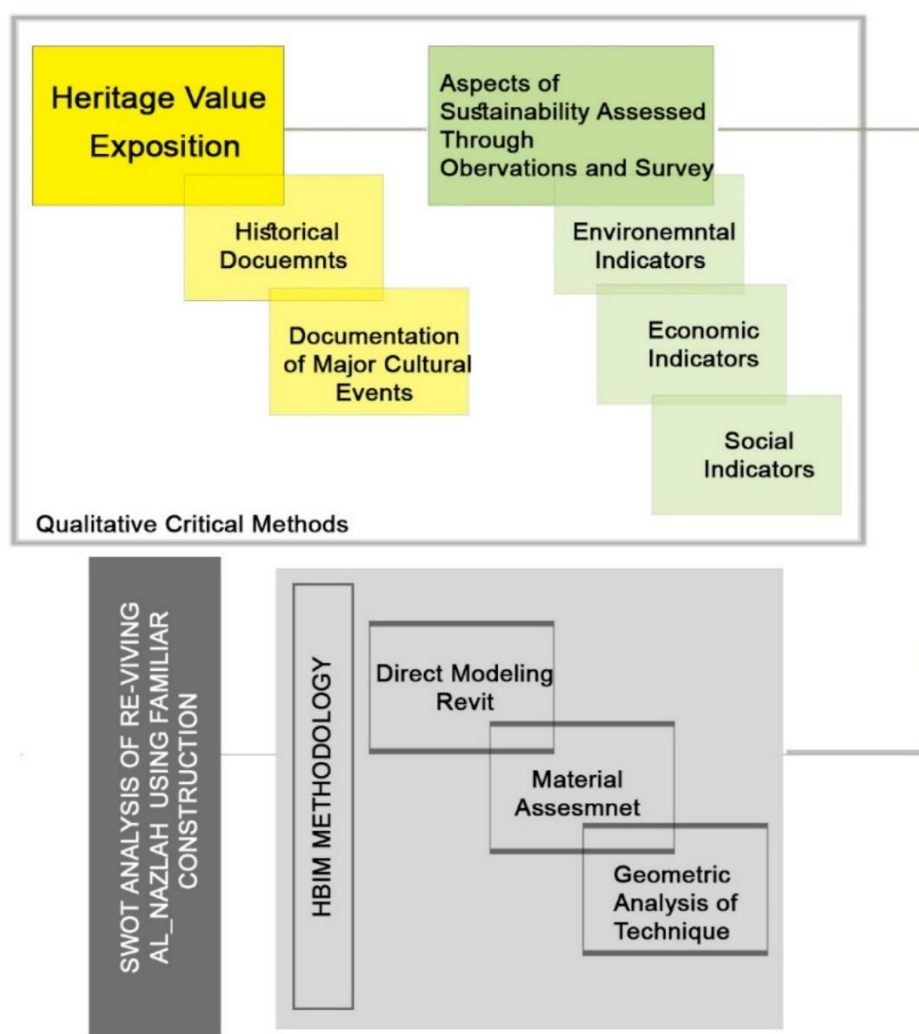 Heritage Value
Exposition
Historical
Docuemnts
Documentation
of Major Cultural
Events
Aspects of
Sustainability Assessed
Through
Obervations and Survey
Environemntal
Indicators
Economic
Indicators
Social
Indicators
Qualitative Critical Methods
SWOT ANALYSIS OF RE-VIVING
AL_NAZLAH USING FAMILIAR
CONSTRUCTION
HBIM METHODOLOGY
Direct Modeling
Revit
Material
Assesmnet
Geometric
Analysis of
Technique